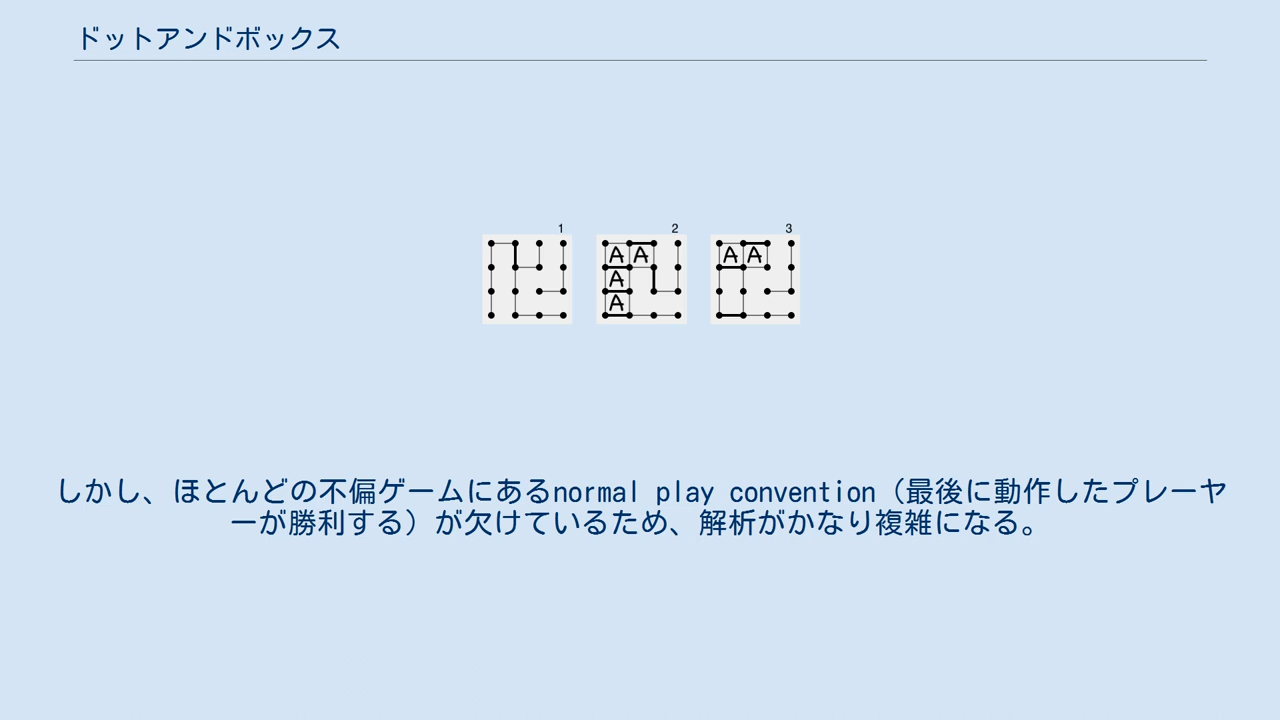 ドットアンドボックス
1
2
3
A A
A
A
A A
しかし、ほとんどの不偏ゲームにあるnormal play convention（最後に動作したプレーヤ
ーが勝利する）が欠けているため、解析がかなり複雑になる。